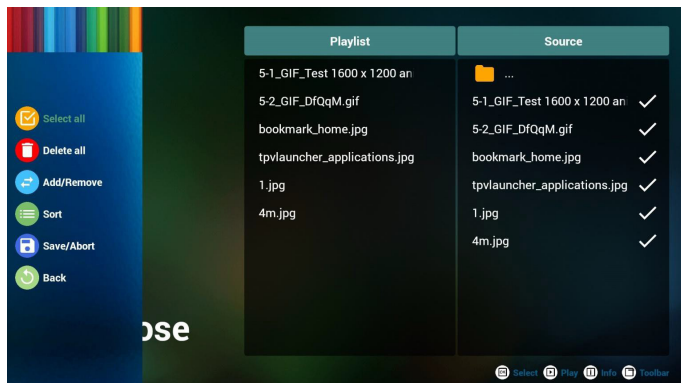 Select all
Delete all
Add/Remove
Sort
Save/Abort
Back
ose
Playlist
5-1_GIF_Test 1600 x 1200 an
5-2_GIF_DfQqM.gif
bookmark_home.jpg
tpvlauncher_applications.jpg
1.jpg
4m.jpg
Source
...
5-1_GIF_Test 1600 x 1200 an
5-2_GIF_DfQqM.gif
bookmark_home.jpg
tpvlauncher_applications.jpg
1.jpg
4m.jpg
Select Play Info Toolbar